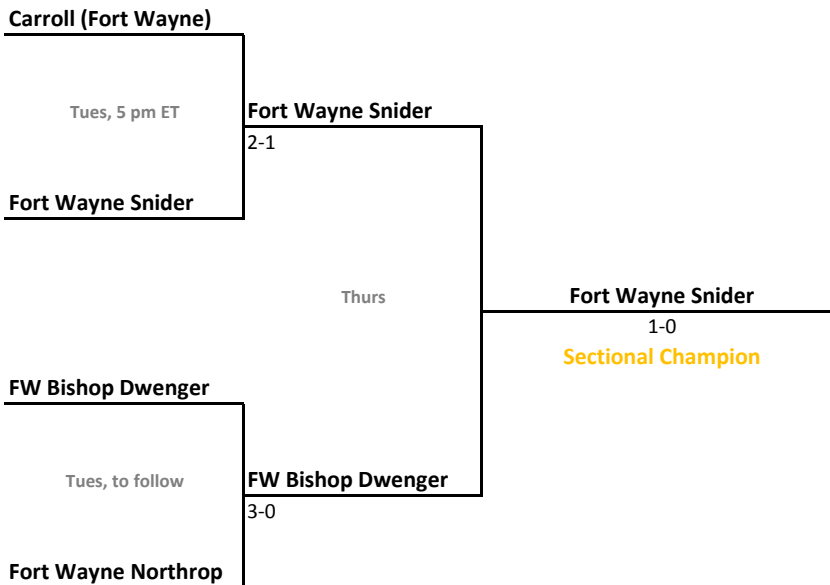 Carroll (Fort Wayne)
Tues, 5 pm ET
Fort Wayne Snider
2-1
Fort Wayne Snider
Thurs
Fort Wayne Snider
1-0
Sectional Champion
FW Bishop Dwenger
Tues, to follow
FW Bishop Dwenger
3-0
Fort Wayne Northrop